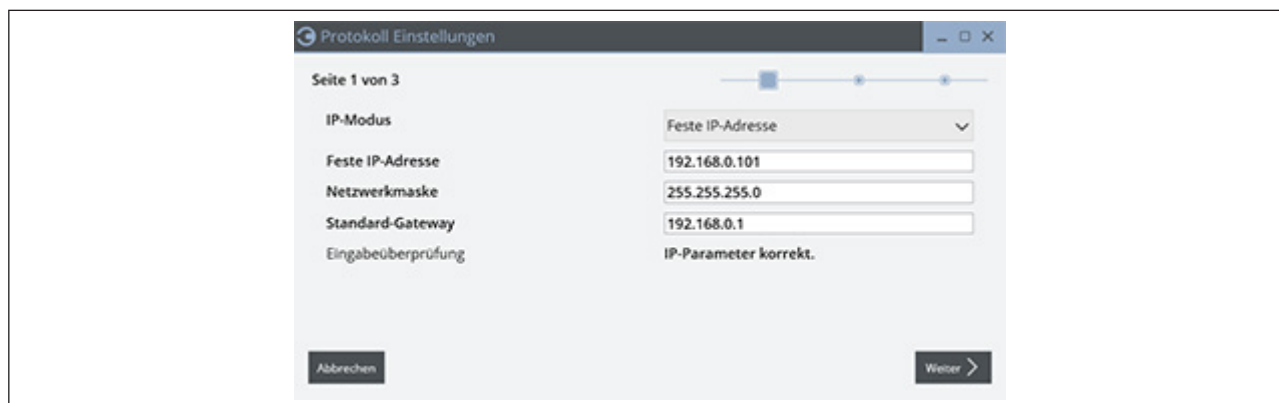 Protokoll Einstellungen
Seite 1 von 3
IP-Modus Feste IP-Adresse
Feste IP-Adresse 192.168.0.101
Netzwerkmaske 255.255.255.0
Standard-Gateway 192.168.0.1
Eingabeüberprüfung IP-Parameter korrekt.
Abbrechen Weiter